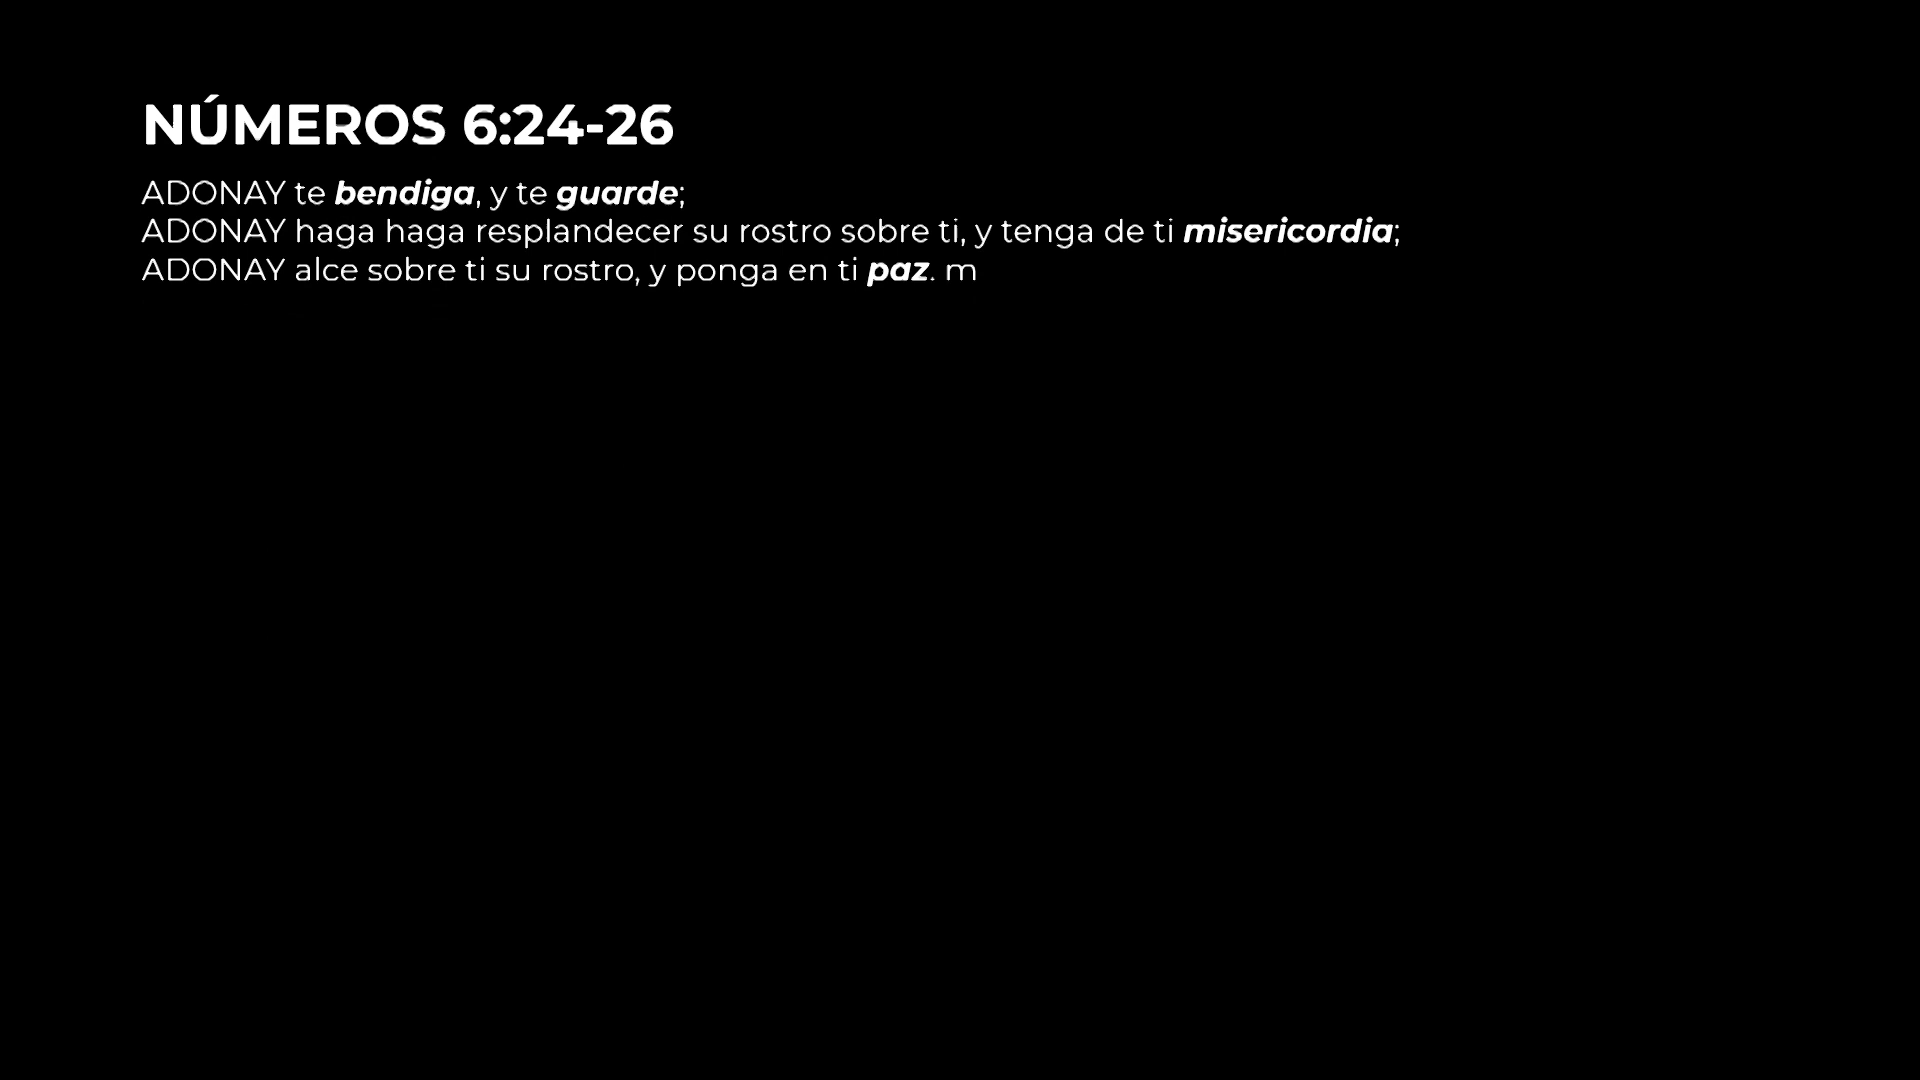 NÚMEROS 6:24-26
ADONAY te bendiga, y te guarde;
ADONAY haga haga resplandecer su rostro sobre ti, y tenga de ti misericordia;
ADONAY alce sobre ti su rostro, y ponga en ti paz. m